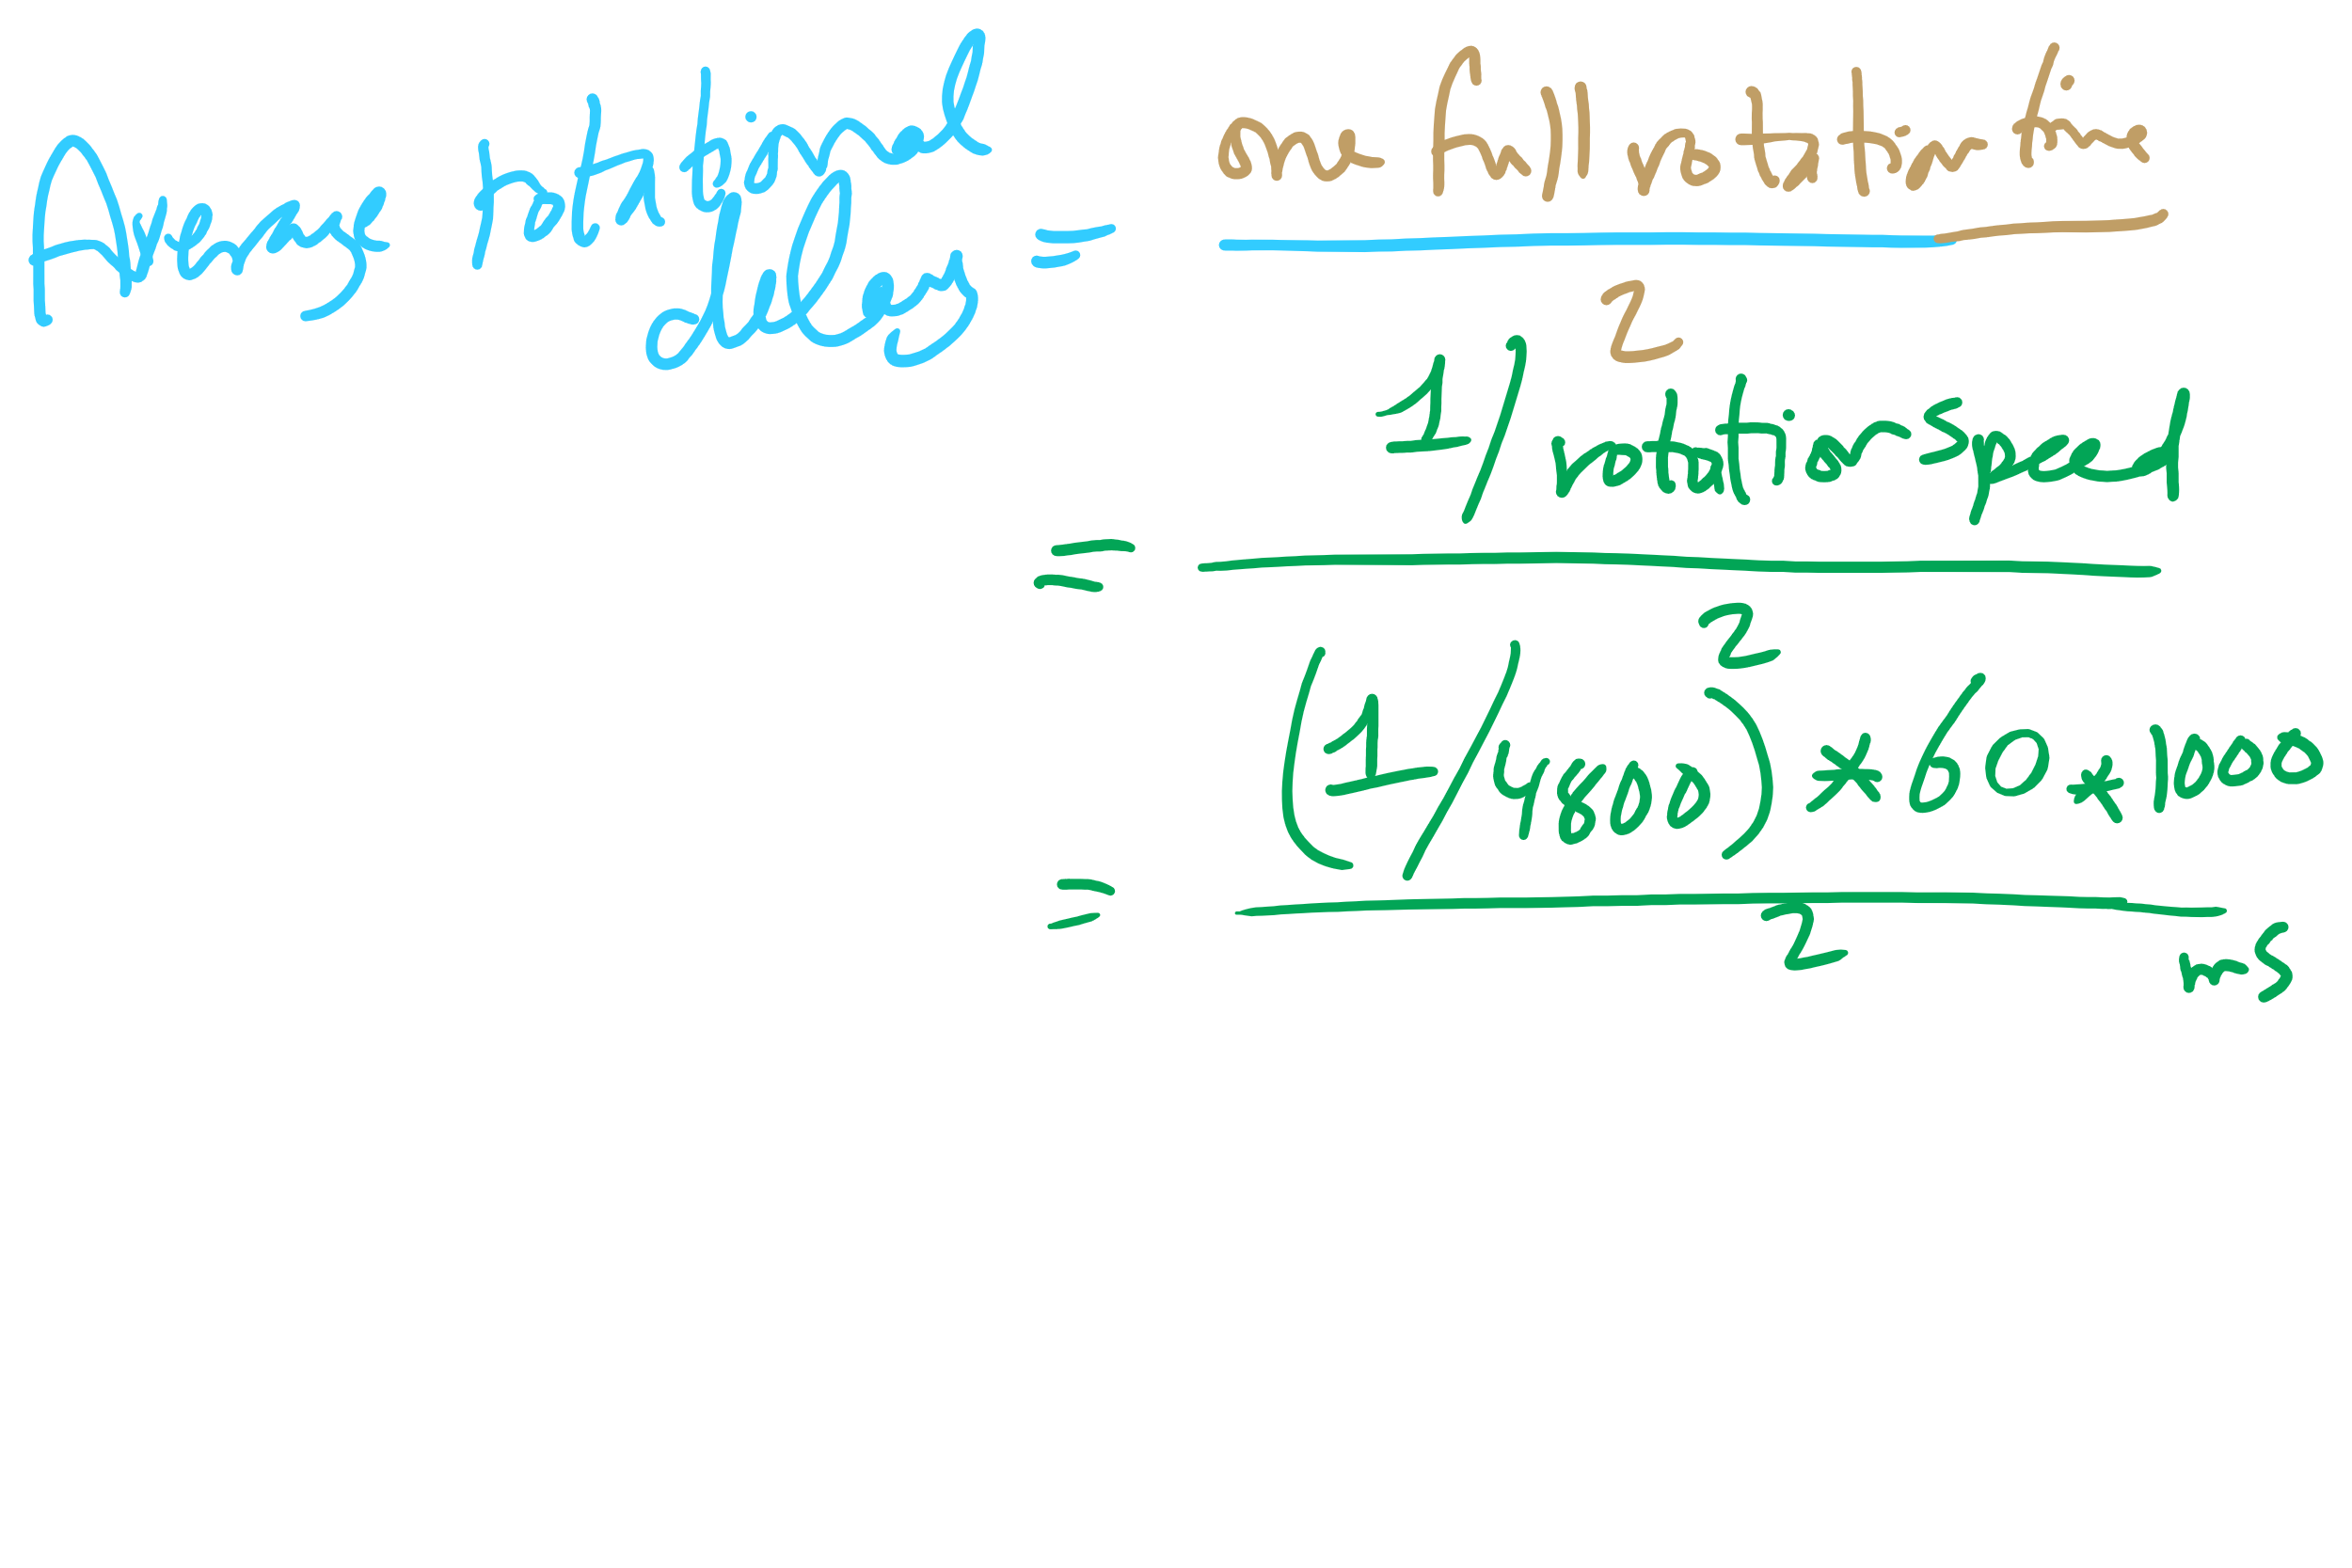 Average rotational delay = one full rotation time
2
= 1/rotation speed
2
= (1/4800) * 60 * 1000
2
ms